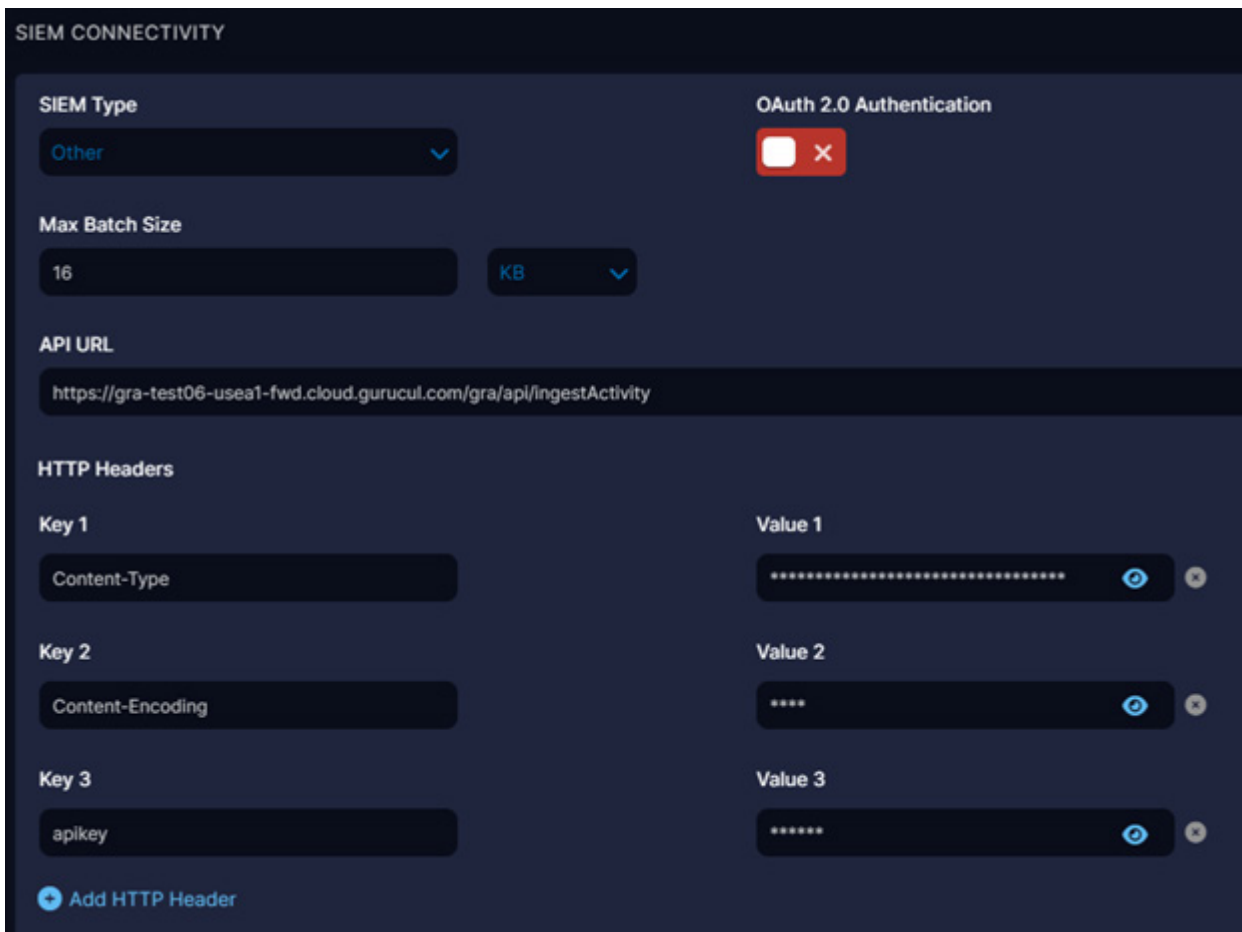 SIEM CONNECTIVITY
SIEM Type
OAuth 2.0 Authentication
Other
Max Batch Size
16
KB
API URL
https://gra-test06-usea1-fwd.cloud.gurucul.com/gra/api/ingestActivity
HTTP Headers
Key 1
Value 1
Content-Type
*********************************
Key 2
Value 2
Content-Encoding
****
Key 3
Value 3
apikey
******
Add HTTP Header